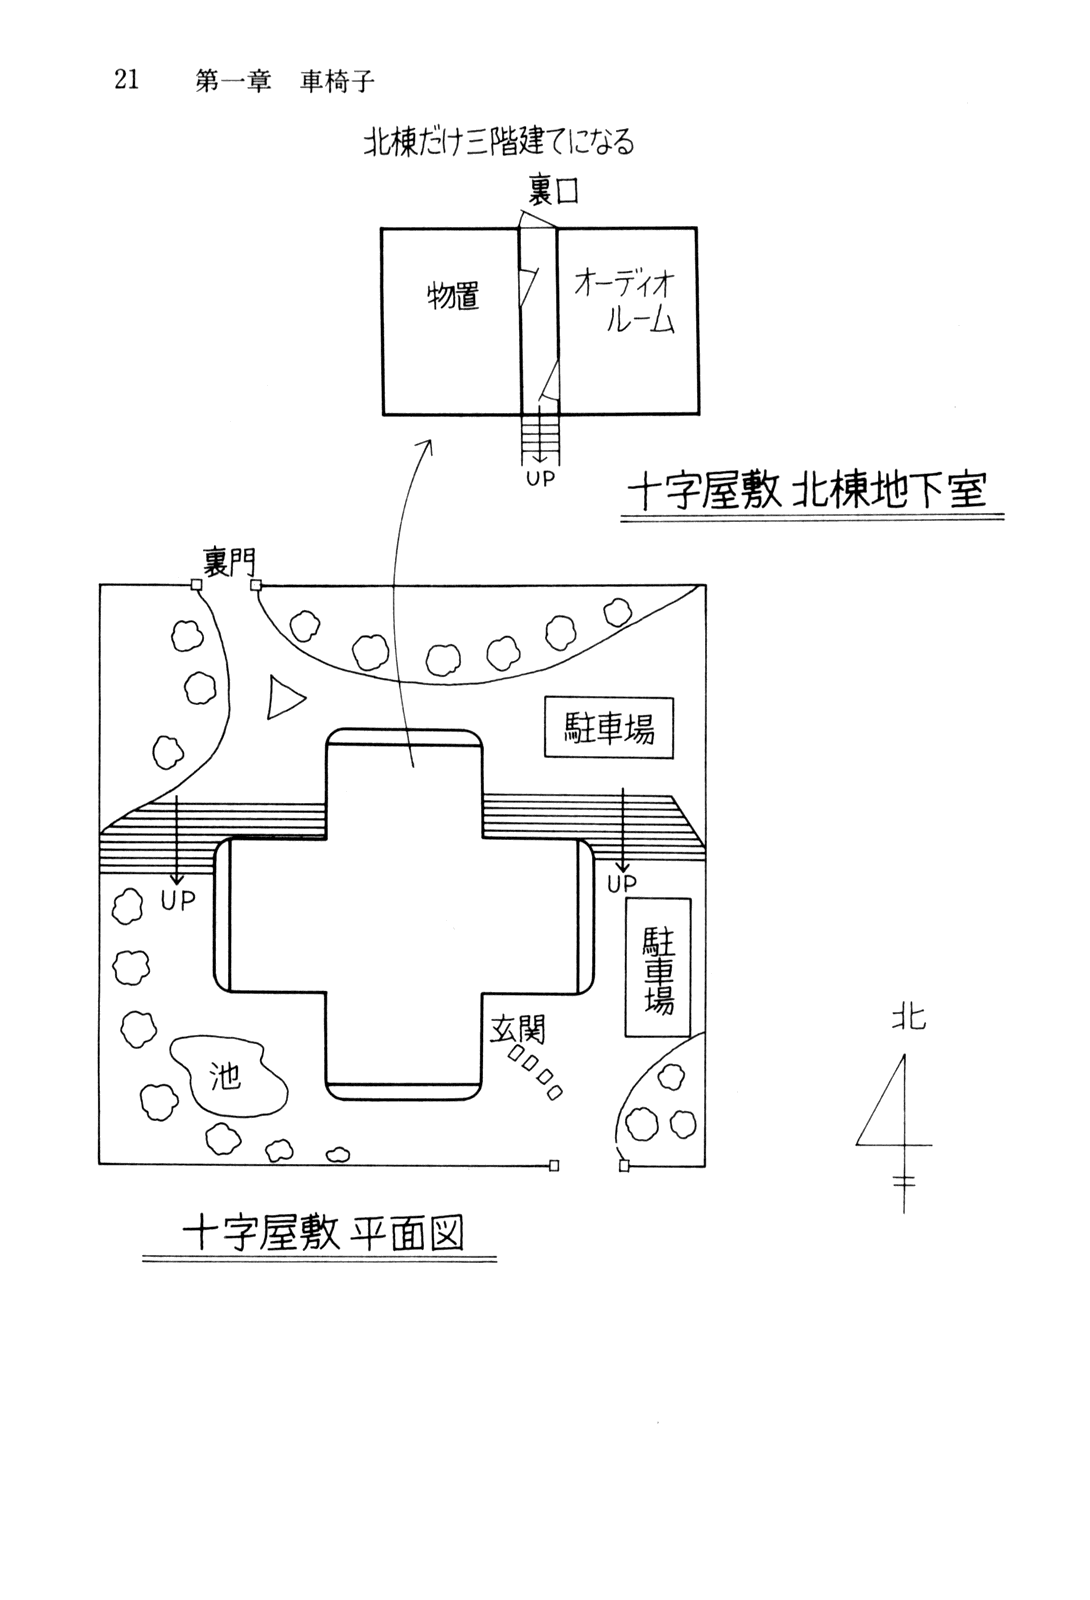 21 第一章 車椅子
北棟だけ三階建てになる
裏口
物置
オーディオ
ルーム
UP
十字屋敷 北棟地下室
裏門
駐車場
UP
UP
駐車場
玄関
池
北
十字屋敷 平面図